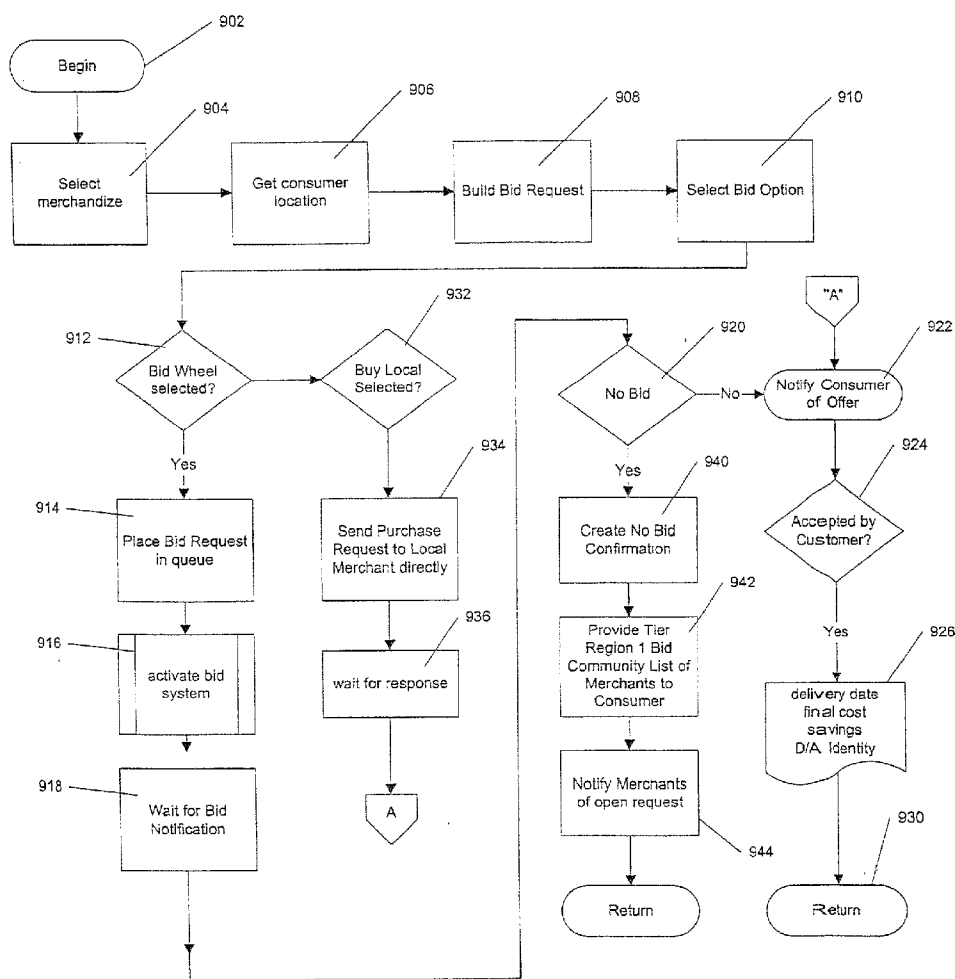 902
Begin
904
906
908
910
Select
merchandize
Get consumer
location
Build Bid Request
Select Bid Option
"A"
932
912
920
922
Bid Wheel
selected?
Buy Local
Selected?
No Bid
No
Notify Consumer
of Offer
Yes
934
Yes
940
924
914
Place Bid Request
in queue
Send Purchase
Request to Local
Merchant directly
Create No Bid
Confirmation
Accepted by
Customer?
936
942
916
activate bid
system
wait for response
Provide Tier
Region 1 Bid
Community List of
Merchants to
Consumer
Yes
926
delivery date
final cost
savings
D/A Identity
918
Wait for Bid
Notification
A
Notify Merchants
of open request
944
930
Return
Return